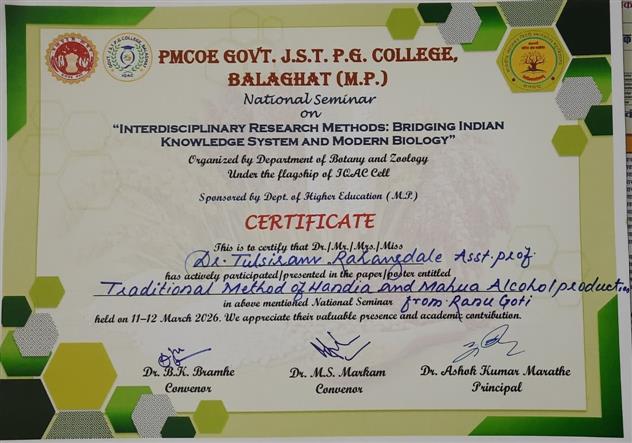 PMCOE GOVT. J.S.T. P.G. COLLEGE,
BALAGHAT (M.P.)
National Seminar
on
"INTERDISCIPLINARY RESEARCH METHODS: BRIDGING INDIAN
KNOWLEDGE SYSTEM AND MODERN BIOLOGY"
Organized by Department of Botany and Zoology
Under the flagship of IQAC Cell
Sponsored by Dept. of Higher Education (M.P.)
CERTIFICATE
This is to certify that Dr./Mr./Mrs./Miss
Dr. Tulsiram Rahangdale Asst. prof.
has actively participated/presented in the paper/poster entitled
Traditional Method of Handia and Mahua Alcohol production
in above mentioned National Seminar from Ranu Goti
held on 11-12 March 2026. We appreciate their valuable presence and academic contribution.
Dr. B.K. Bramhe
Convenor
Dr. M.S. Markam
Convenor
Dr. Ashok Kumar Marathe
Principal
IQAC